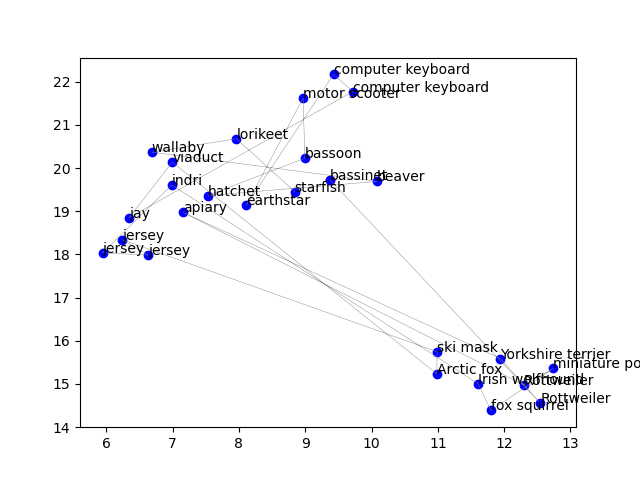 computer keyboard
computer keyboard
motor scooter
lorikeet
wallaby
viaduct
bassoon
indri
bassinet
beaver
hatchet
starfish
earthstar
apiary
jay
jersey
jersey
jersey
ski mask
Yorkshire terrier
miniature po
Arctic fox
Irish wolfhound
Rottweiler
Rottweiler
fox squirrel
22
21
20
19
18
17
16
15
14
6 7 8 9 10 11 12 13